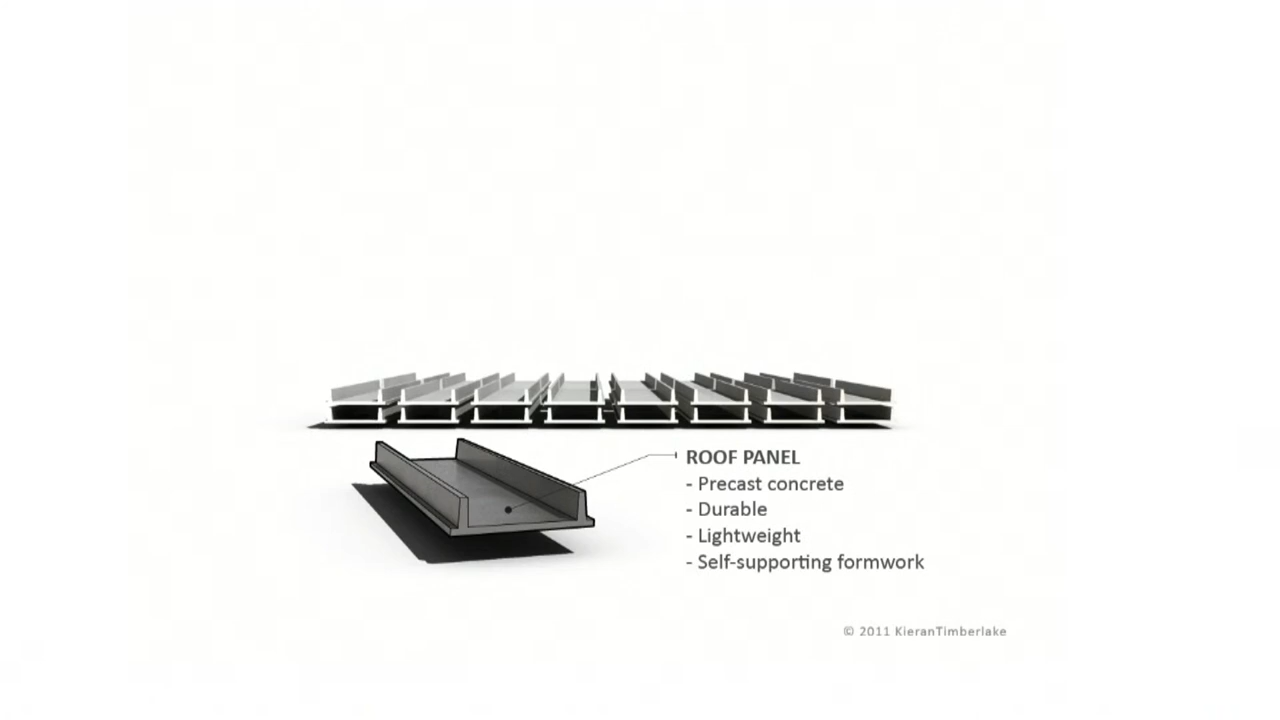 ROOF PANEL
- Precast concrete
- Durable
- Lightweight
- Self-supporting formwork
© 2011 KieranTimberlake